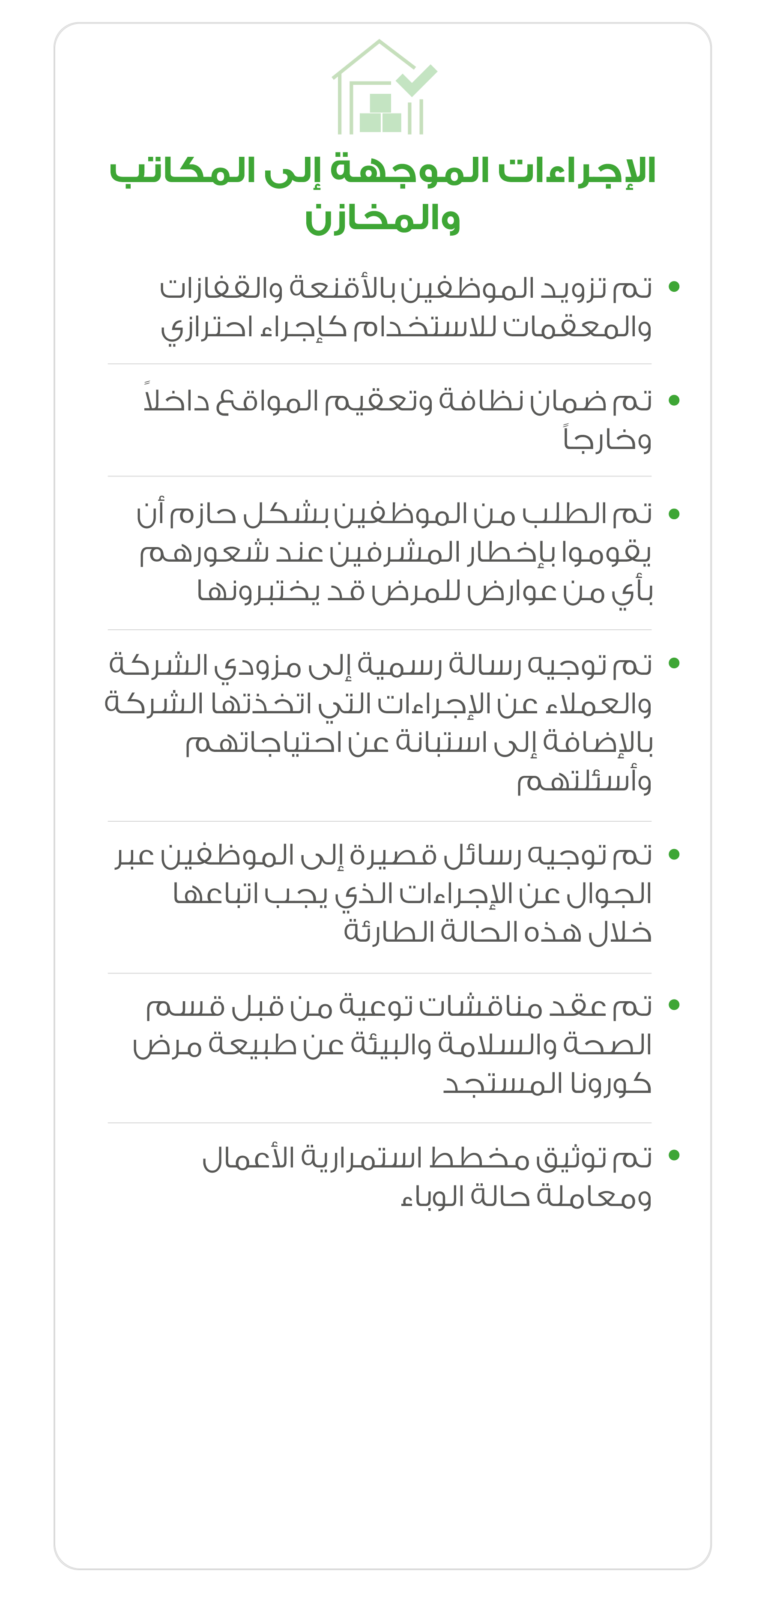 الإجراءات الموجهة إلى المكاتب
والمخازن
• تم تزويد الموظفين بالأقنعة والقفازات
والمعقمات للاستخدام كإجراء احترازي
• تم ضمان نظافة وتعقيم المواقع داخلاً
وخارجاً
• تم الطلب من الموظفين بشكل حازم أن
يقوموا بإخطار المشرفين عند شعورهم
بأي من عوارض للمرض قد يختبرونها
• تم توجيه رسالة رسمية إلى مزودي الشركة
والعملاء عن الإجراءات التي اتخذتها الشركة
بالإضافة إلى استبانة عن احتياجاتهم
وأسئلتهم
• تم توجيه رسائل قصيرة إلى الموظفين عبر
الجوال عن الإجراءات الذي يجب اتباعها
خلال هذه الحالة الطارئة
• تم عقد مناقشات توعية من قبل قسم
الصحة والسلامة والبيئة عن طبيعة مرض
كورونا المستجد
• تم توثيق مخطط استمرارية الأعمال
ومعاملة حالة الوباء